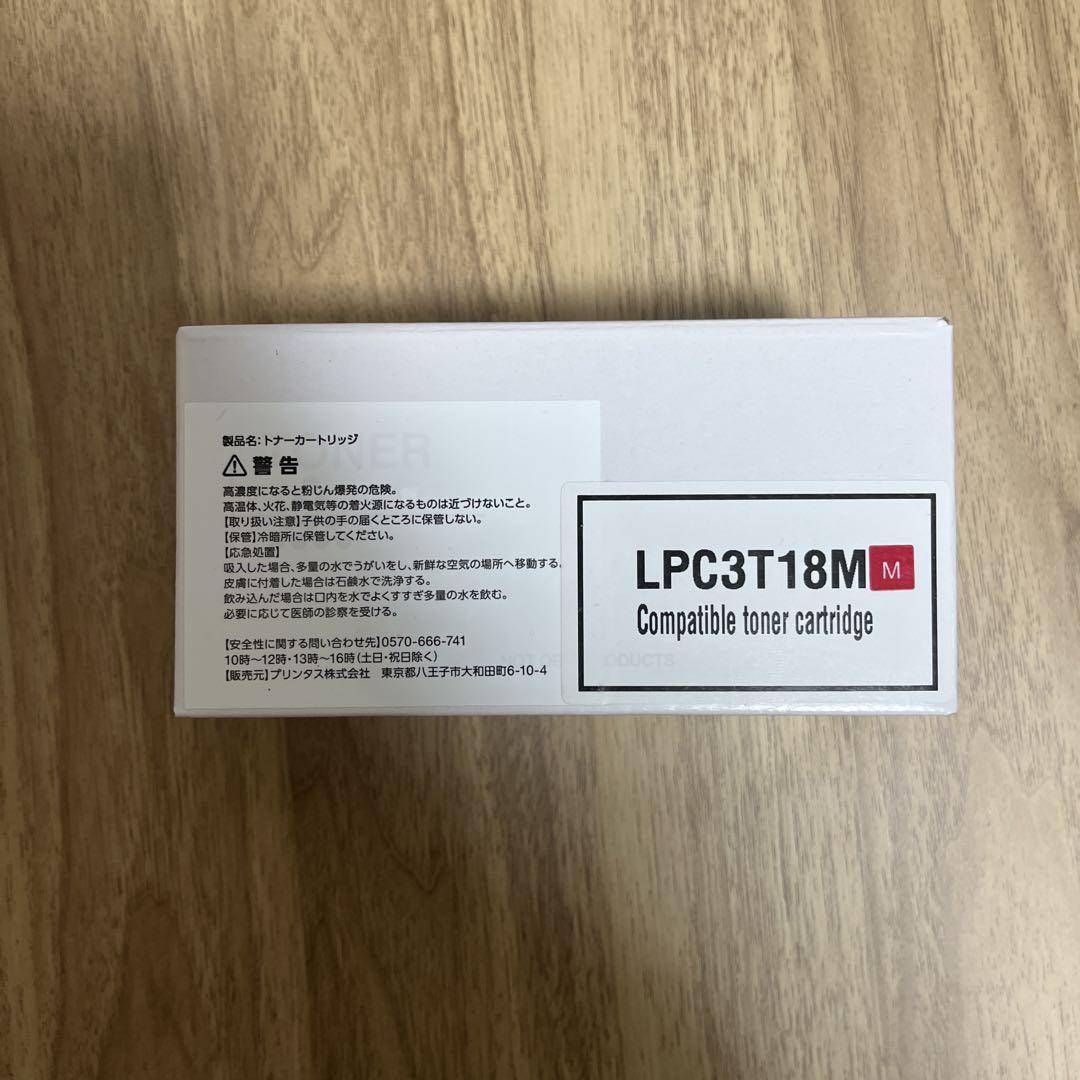 製品名：トナーカートリッジ
警告
高濃度になると粉じん爆発の危険。
高温体、火花、静電気等の着火源になるものは近づけないこと。
【取り扱い注意】子供の手の届くところに保管しない。
【保管】冷暗所に保管してください。
【応急処置】
吸入した場合、多量の水でうがいをし、新鮮な空気の場所へ移動する。
皮膚に付着した場合は石鹸水で洗浄する。
飲み込んだ場合は口内を水でよくすすぎ多量の水を飲む。
必要に応じて医師の診察を受ける。
【安全性に関する問い合わせ先】0570-666-741
10時～12時・13時～16時（土日・祝日除く）
【販売元】プリンタス株式会社　東京都八王子市大和田町6-10-4
LPC3T18M M
Compatible toner cartridge